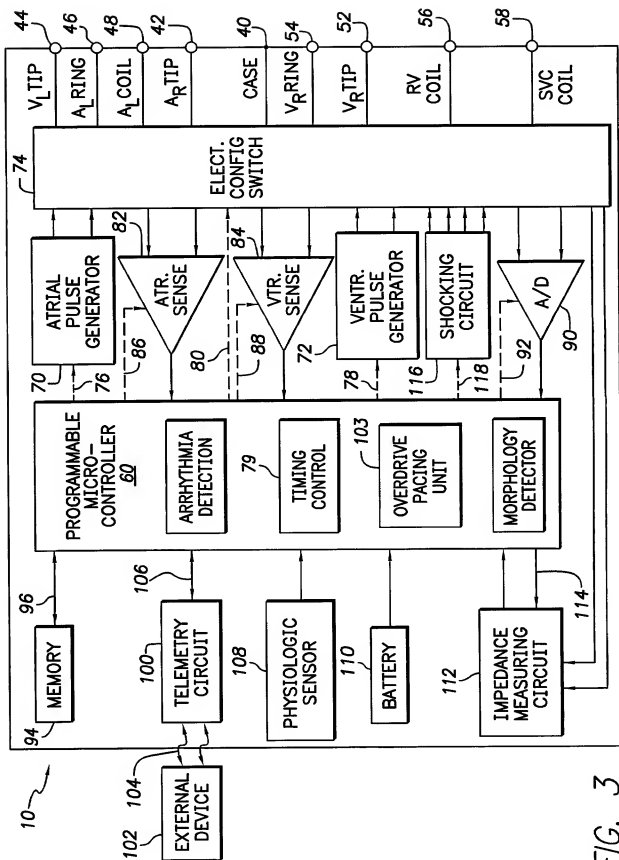 44
46
48
42
40
54
52
56
58
VL TIP
AL RING
AL COIL
AR TIP
CASE
VR RING
VR TIP
RV
COIL
SVC
COIL
74
ELECT.
CONFIG
SWITCH
82
84
ATRIAL
PULSE
GENERATOR
ATR. SENSE
VTR. SENSE
VENTR.
PULSE
GENERATOR
SHOCKING
CIRCUIT
A/D
70
76
86
80
88
72
78
116
118
92
90
PROGRAMMABLE
MICRO-
CONTROLLER
60
ARRHYTHMIA
DETECTION
79
TIMING
CONTROL
103
OVERDRIVE
PACING
UNIT
MORPHOLOGY
DETECTOR
96
106
114
MEMORY
94
100
TELEMETRY
CIRCUIT
108
PHYSIOLOGIC
SENSOR
110
BATTERY
112
IMPEDANCE
MEASURING
CIRCUIT
10
104
102
EXTERNAL
DEVICE
FIG. 3